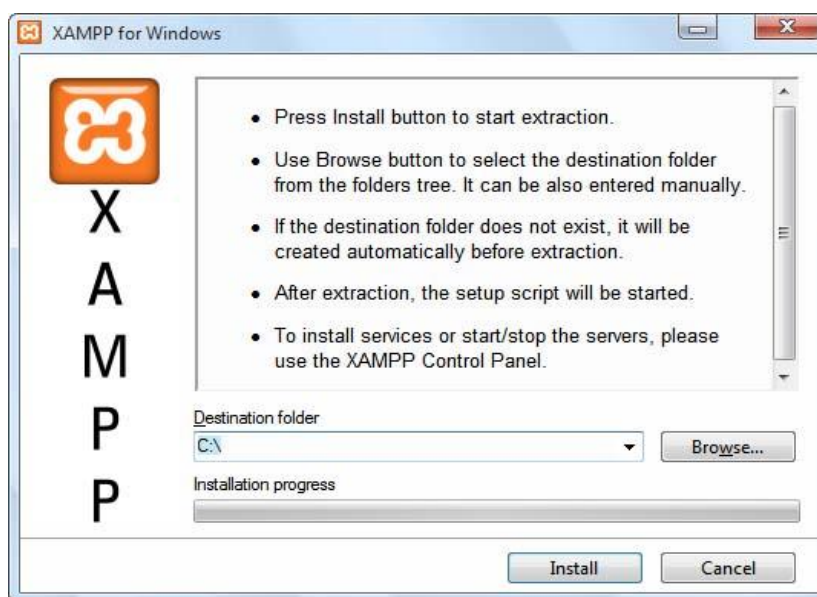 XAMPP for Windows
X
A
M
P
P
• Press Install button to start extraction.
• Use Browse button to select the destination folder
from the folders tree. It can be also entered manually.
• If the destination folder does not exist, it will be
created automatically before extraction.
• After extraction, the setup script will be started.
• To install services or start/stop the servers, please
use the XAMPP Control Panel.
Destination folder
C:\
Browse...
Installation progress
Install
Cancel